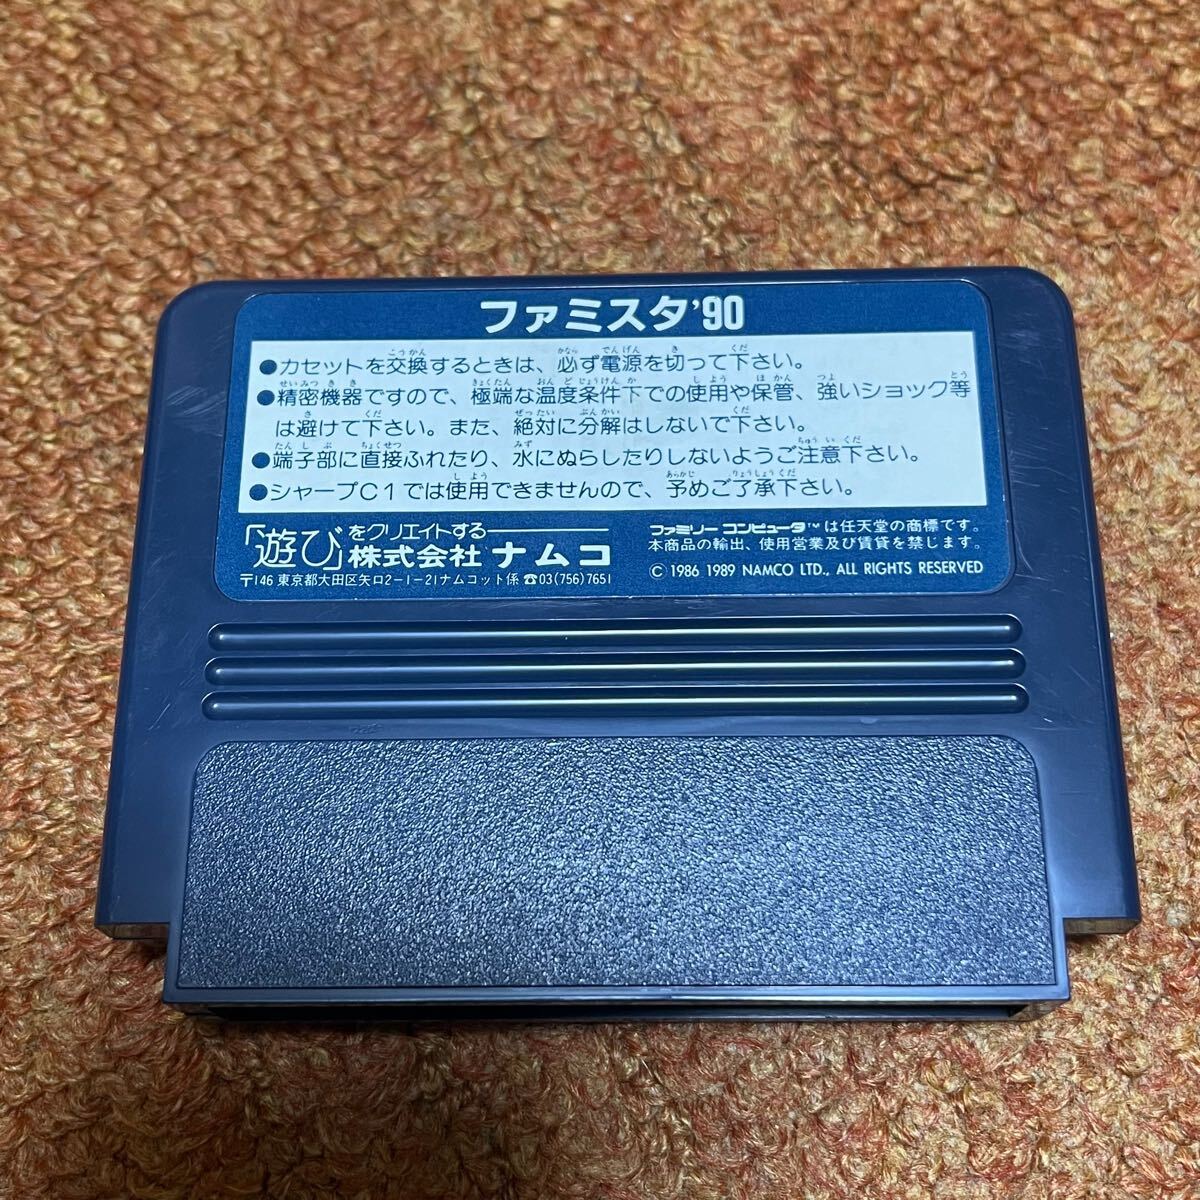 ファミスタ'90
●カセットを交換するときは、必ず電源を切って下さい。
●精密機器ですので、極端な温度条件下での使用や保管、強いショック等
は避けて下さい。また、絶対に分解はしないで下さい。
●端子部に直接ふれたり、水にぬらしたりしないようご注意下さい。
●シャープC1では使用できませんので、予めご了承下さい。
「遊び」をクリエイトする
株式会社 ナムコ
〒146 東京都大田区矢口2-1-21ナムコット係 ☎03(756)7651
ファミリー コンピュータ™は任天堂の商標です。
本商品の輸出、使用営業及び賃貸を禁じます。
© 1986 1989 NAMCO LTD., ALL RIGHTS RESERVED